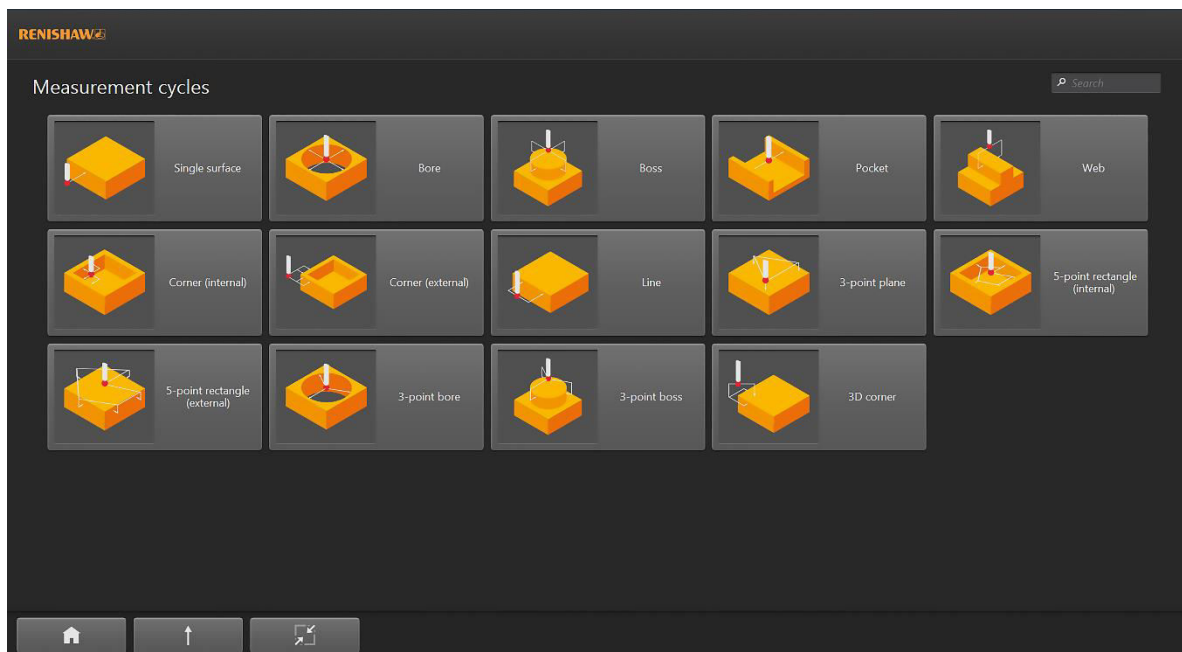 RENISHAW
Measurement cycles
Search
Single surface
Bore
Boss
Pocket
Web
Corner (internal)
Corner (external)
Line
3-point plane
5-point rectangle
(internal)
5-point rectangle
(external)
3-point bore
3-point boss
3D corner